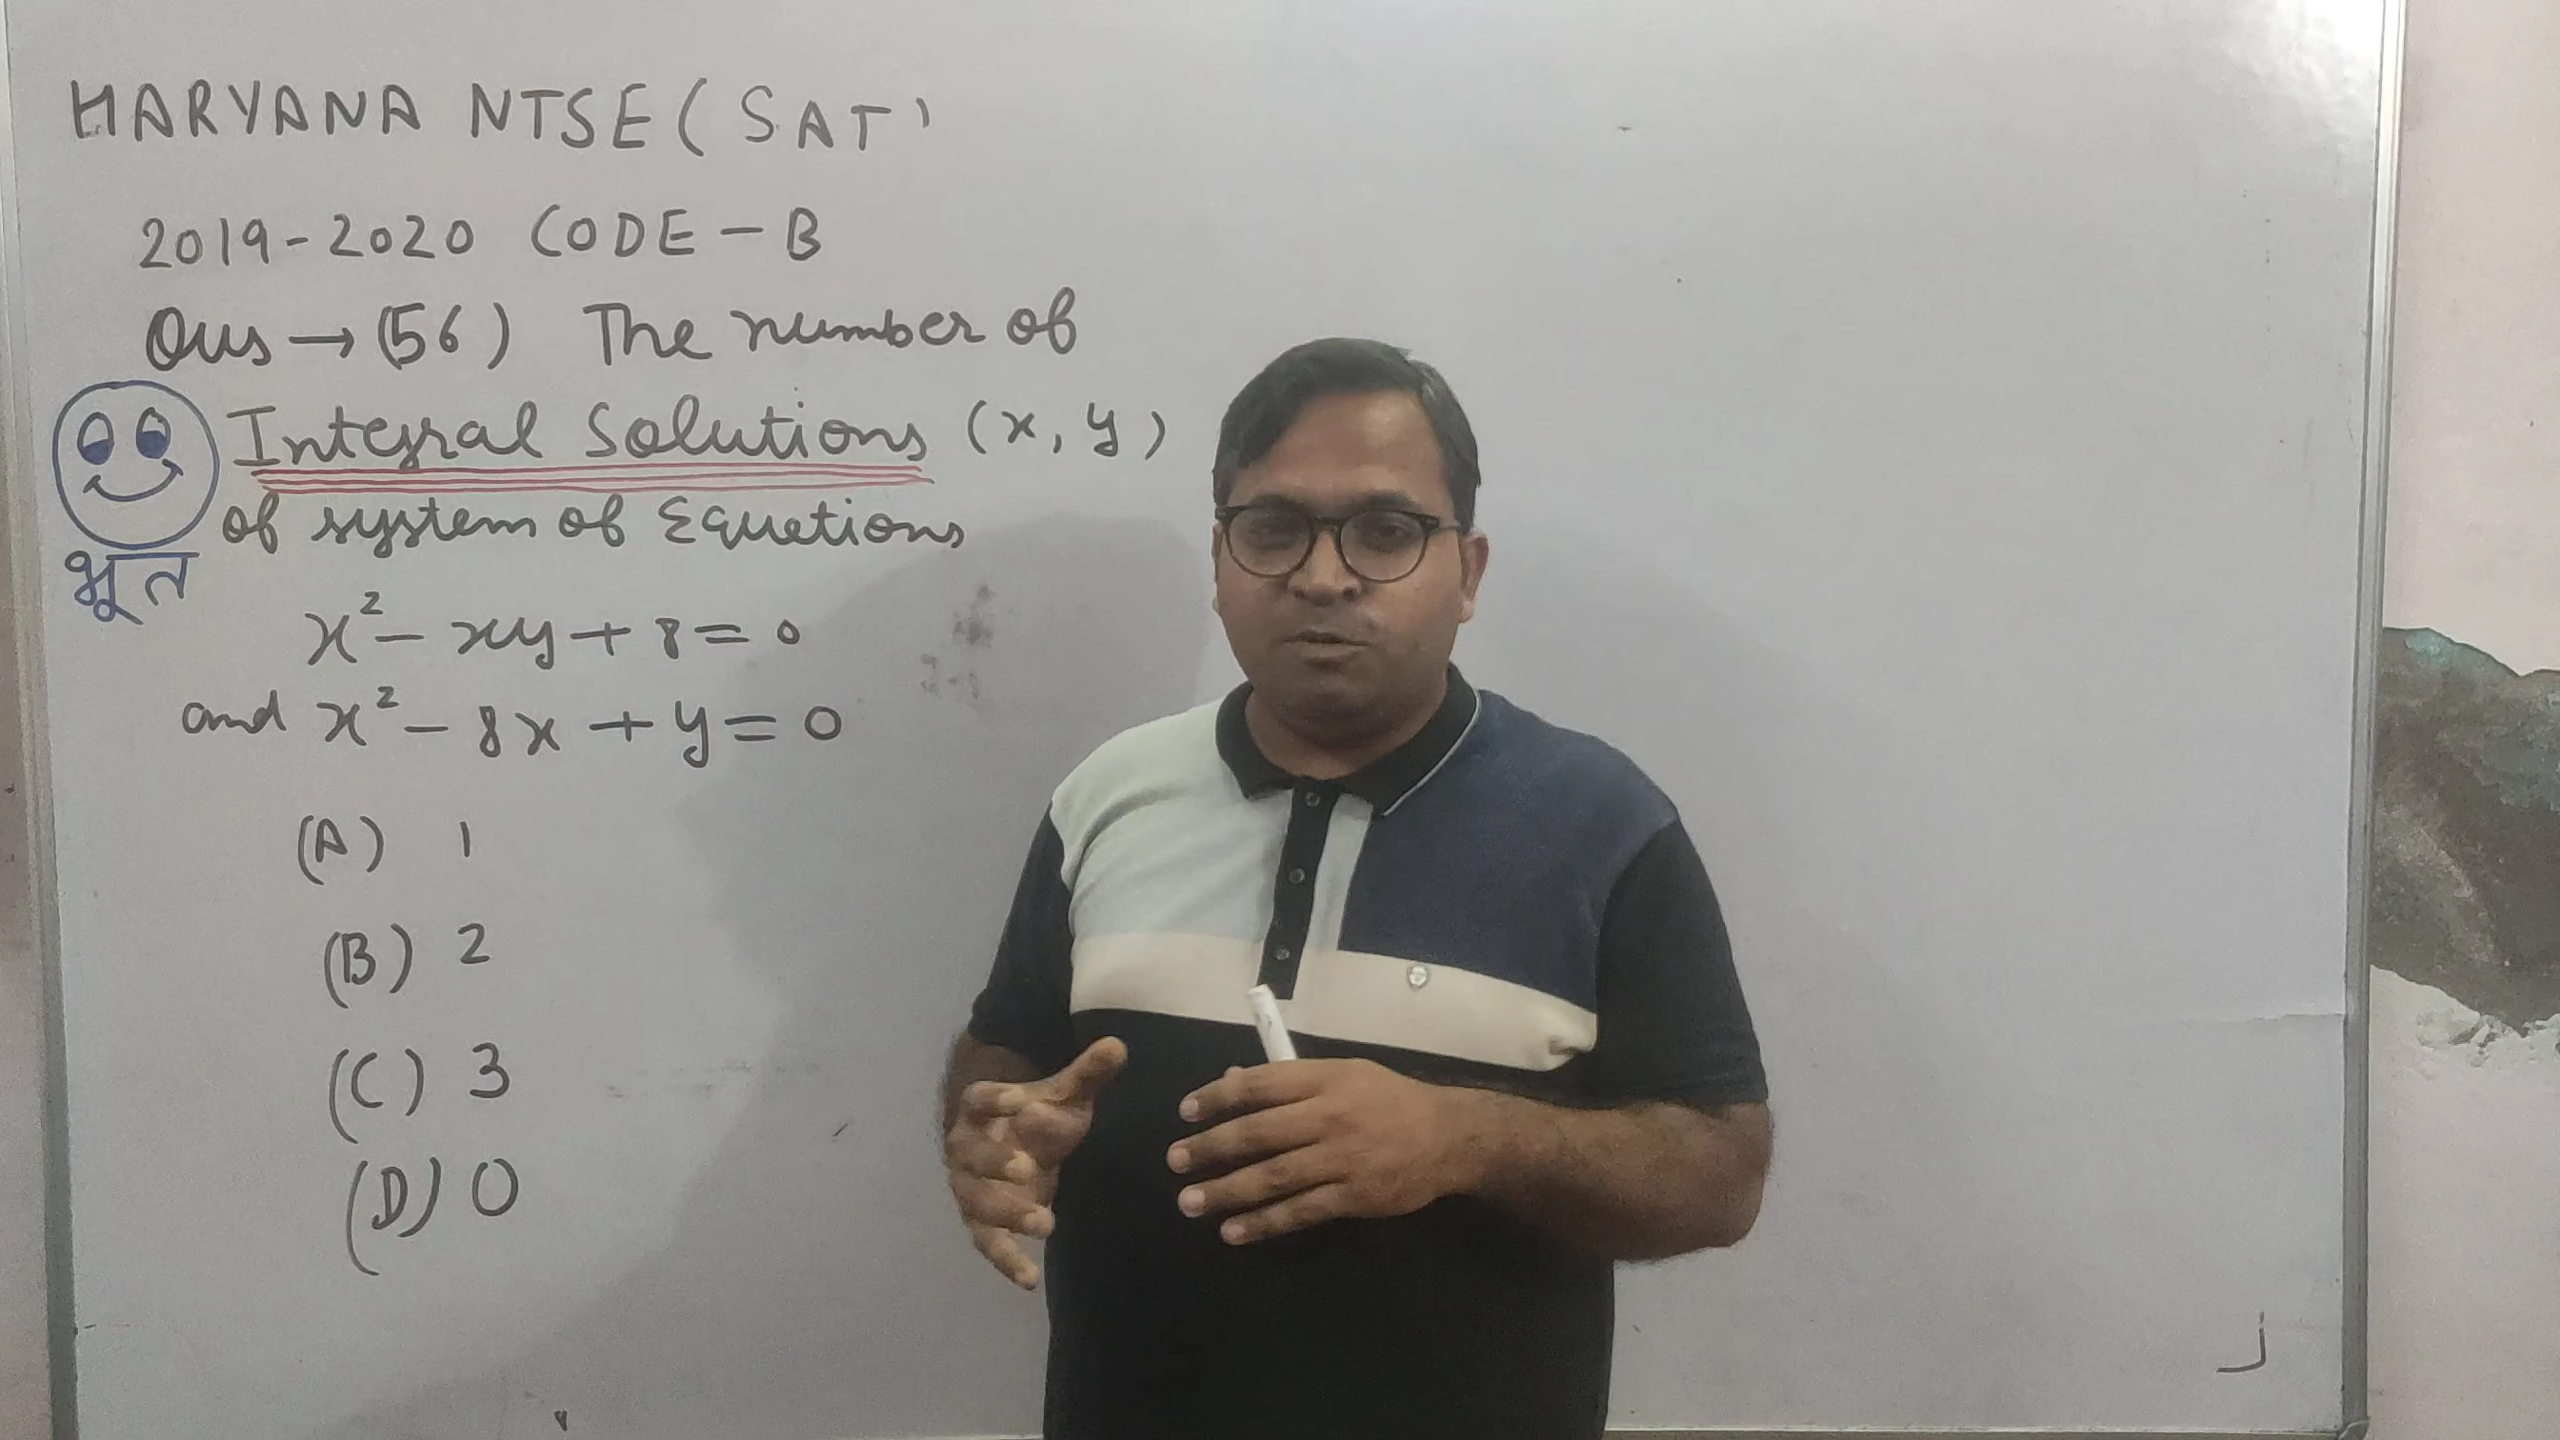 HARYANA NTSE (SAT)
2019-2020 CODE-B
Qus → (56) The number of
Integral Solutions (x, y)
of system of Equetions
भूत
x² - xy + 8 = 0
and x² - 8x + y = 0
(A) 1
(B) 2
(C) 3
(D) 0